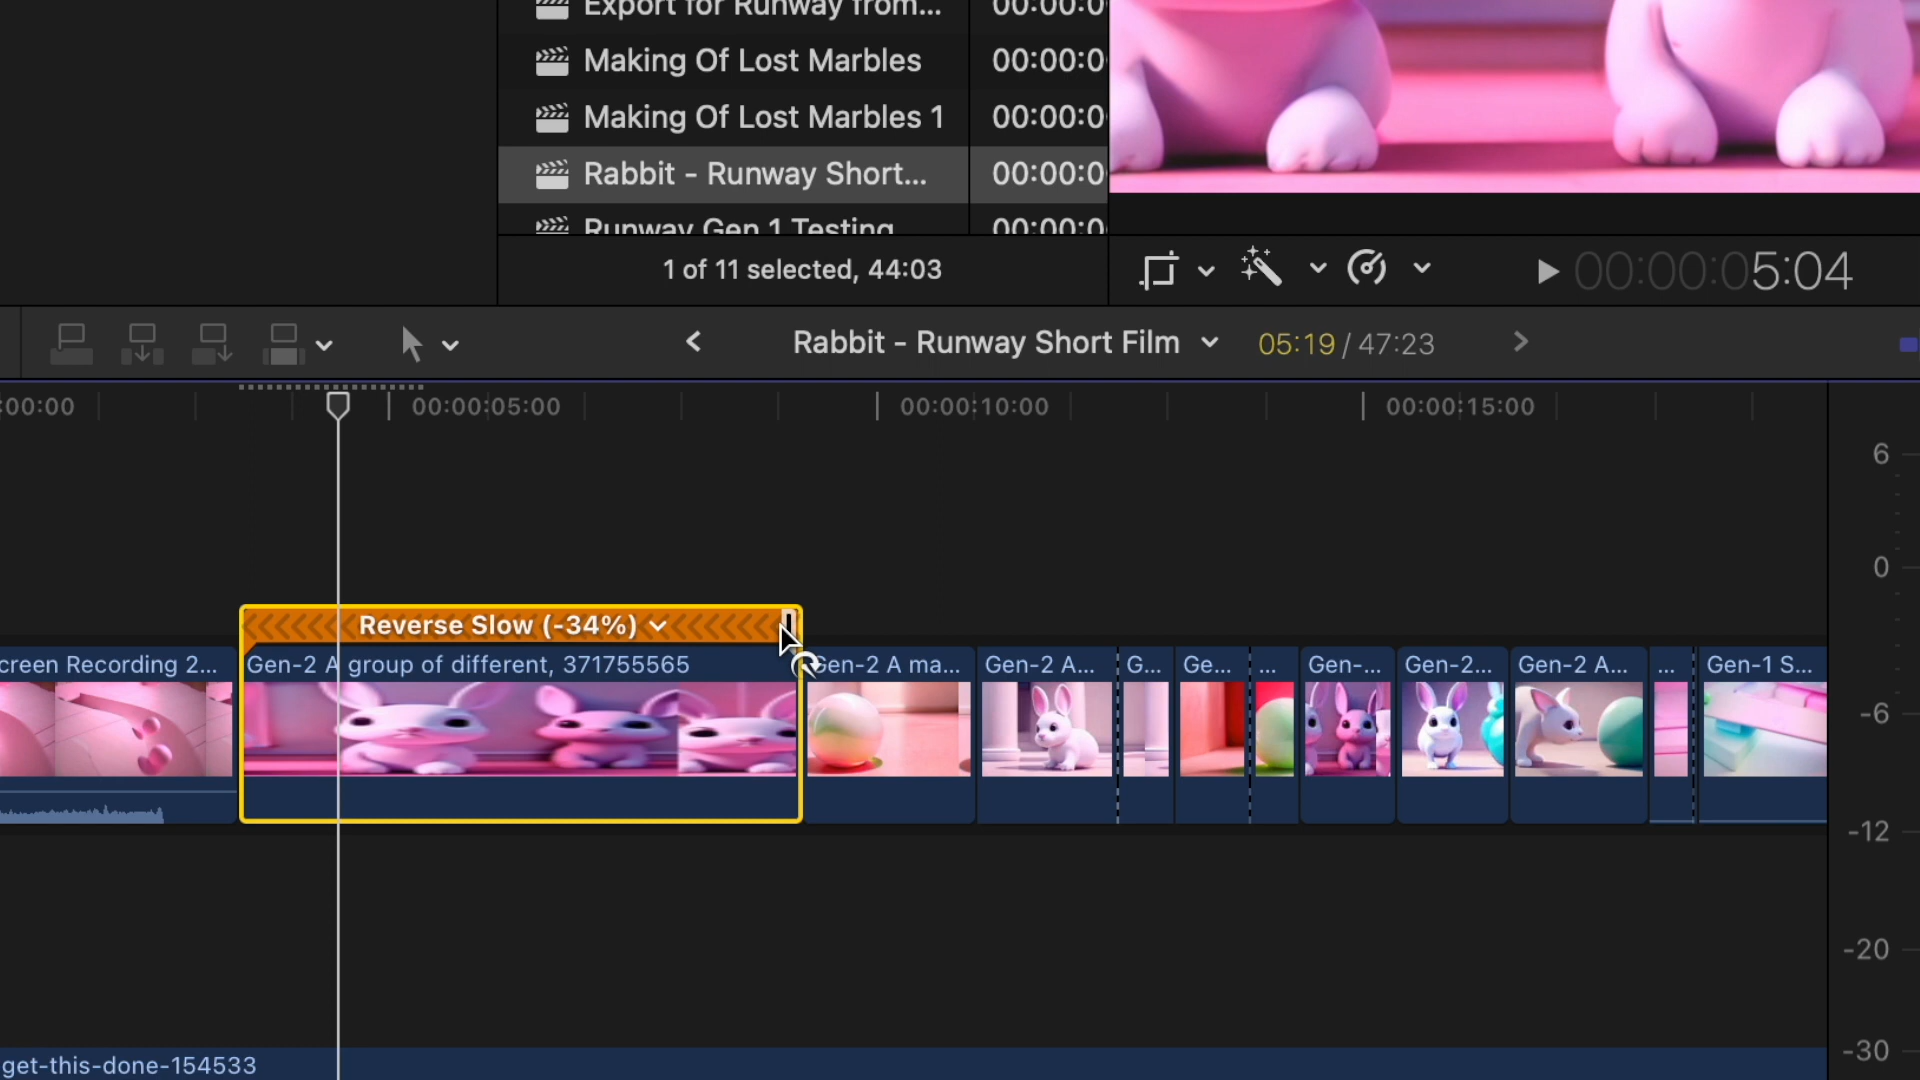 Export for Runway from... 00:00:0
Making Of Lost Marbles 00:00:0
Making Of Lost Marbles 1 00:00:0
Rabbit - Runway Short... 00:00:0
Runway Gen 1 Testing 00:00:0
1 of 11 selected, 44:03
00:00:05:04
Rabbit - Runway Short Film 05:19 / 47:23
:00:00 00:00:05:00 00:00:10:00 00:00:15:00
6
0
Reverse Slow (-34%)
creen Recording 2... Gen-2 A group of different, 371755565 Gen-2 A ma... Gen-2 A... G... Ge... ... Gen-... Gen-2... Gen-2 A... ... Gen-1 S...
-6
-12
-20
-30
get-this-done-154533